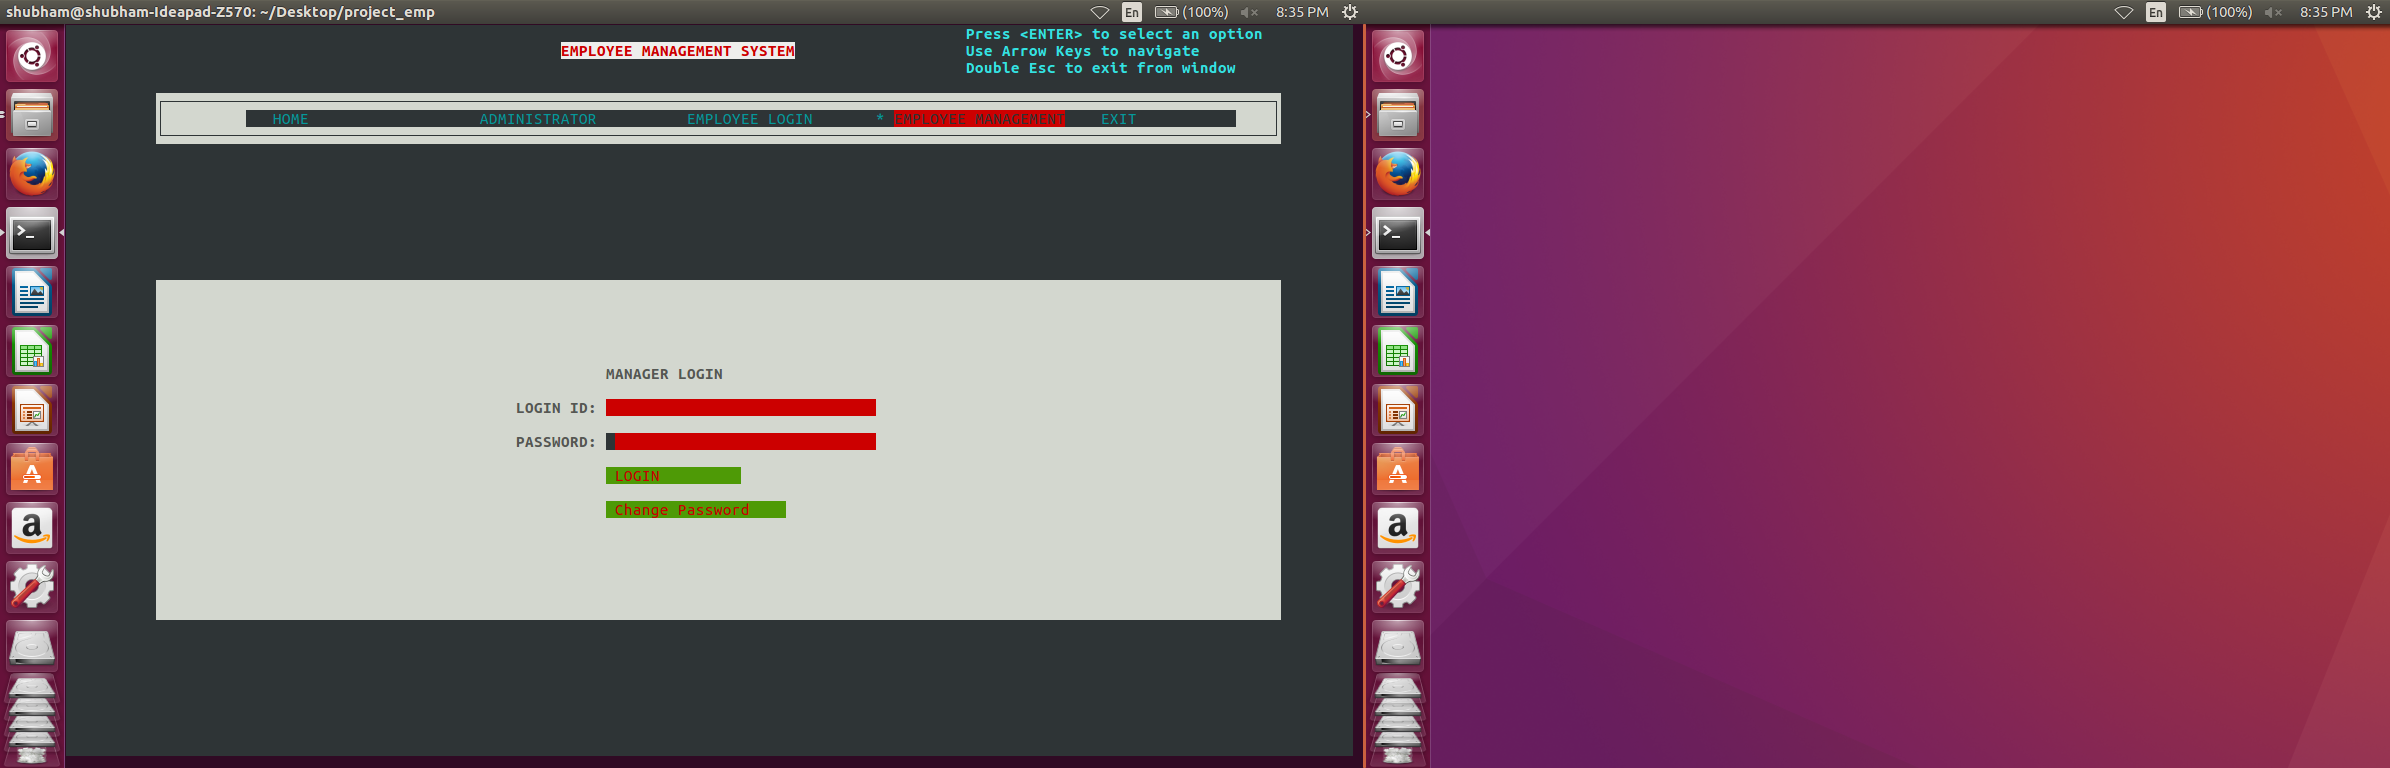 shubham@shubham-Ideapad-Z570: ~/Desktop/project_emp
En (100%) 8:35 PM
En (100%) 8:35 PM
Press <ENTER> to select an option
EMPLOYEE MANAGEMENT SYSTEM
Use Arrow Keys to navigate
Double Esc to exit from window
HOME ADMINISTRATOR EMPLOYEE LOGIN * EMPLOYEE MANAGEMENT EXIT
MANAGER LOGIN
LOGIN ID:
PASSWORD:
LOGIN
Change Password